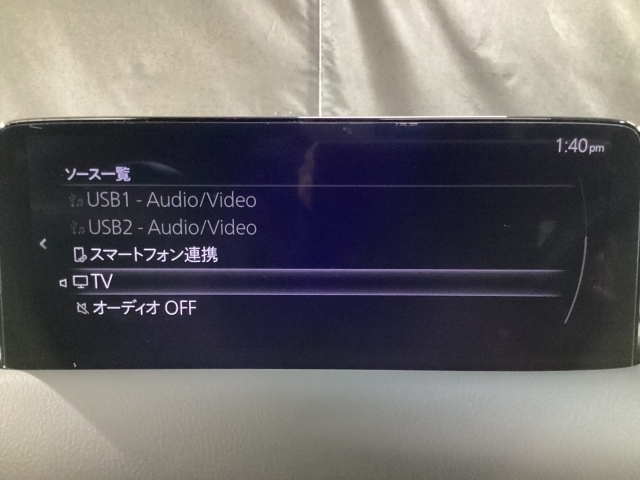 1:40pm
ソース一覧
USB1 - Audio/Video
USB2 - Audio/Video
スマートフォン連携
TV
オーディオ OFF